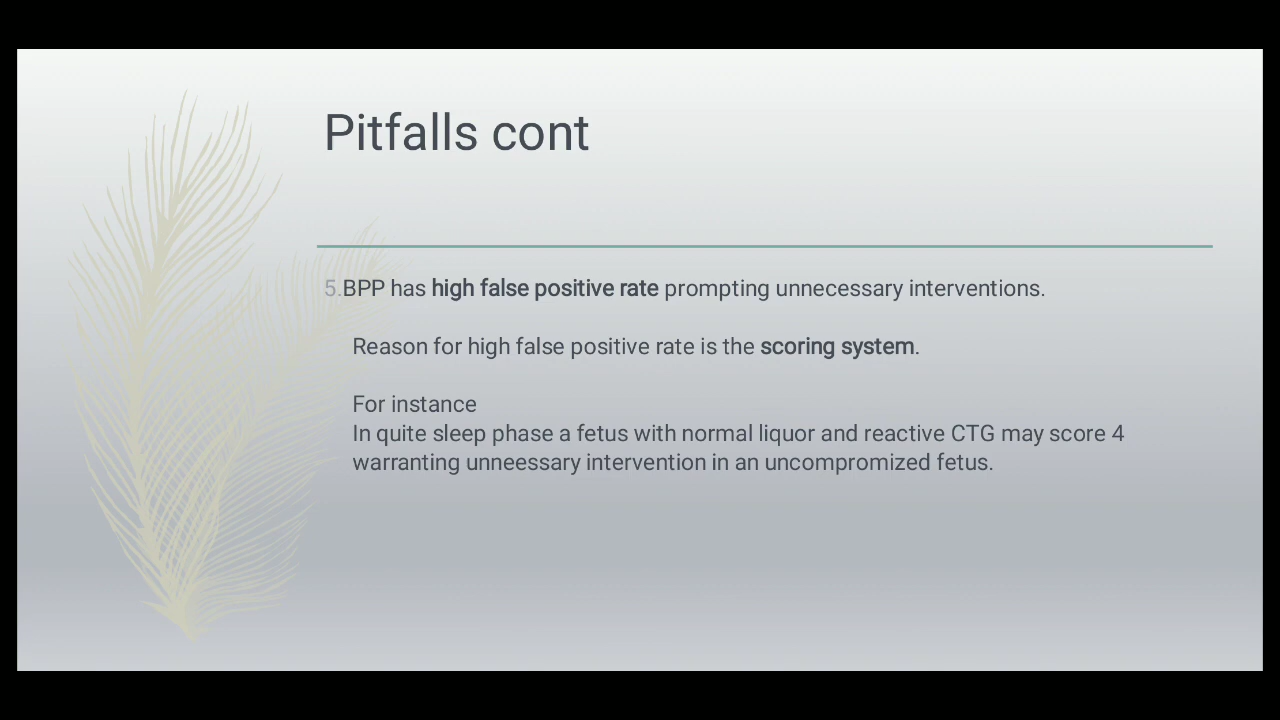 Pitfalls cont
5.BPP has high false positive rate prompting unnecessary interventions.
Reason for high false positive rate is the scoring system.
For instance
In quite sleep phase a fetus with normal liquor and reactive CTG may score 4
warranting unneessary intervention in an uncompromized fetus.